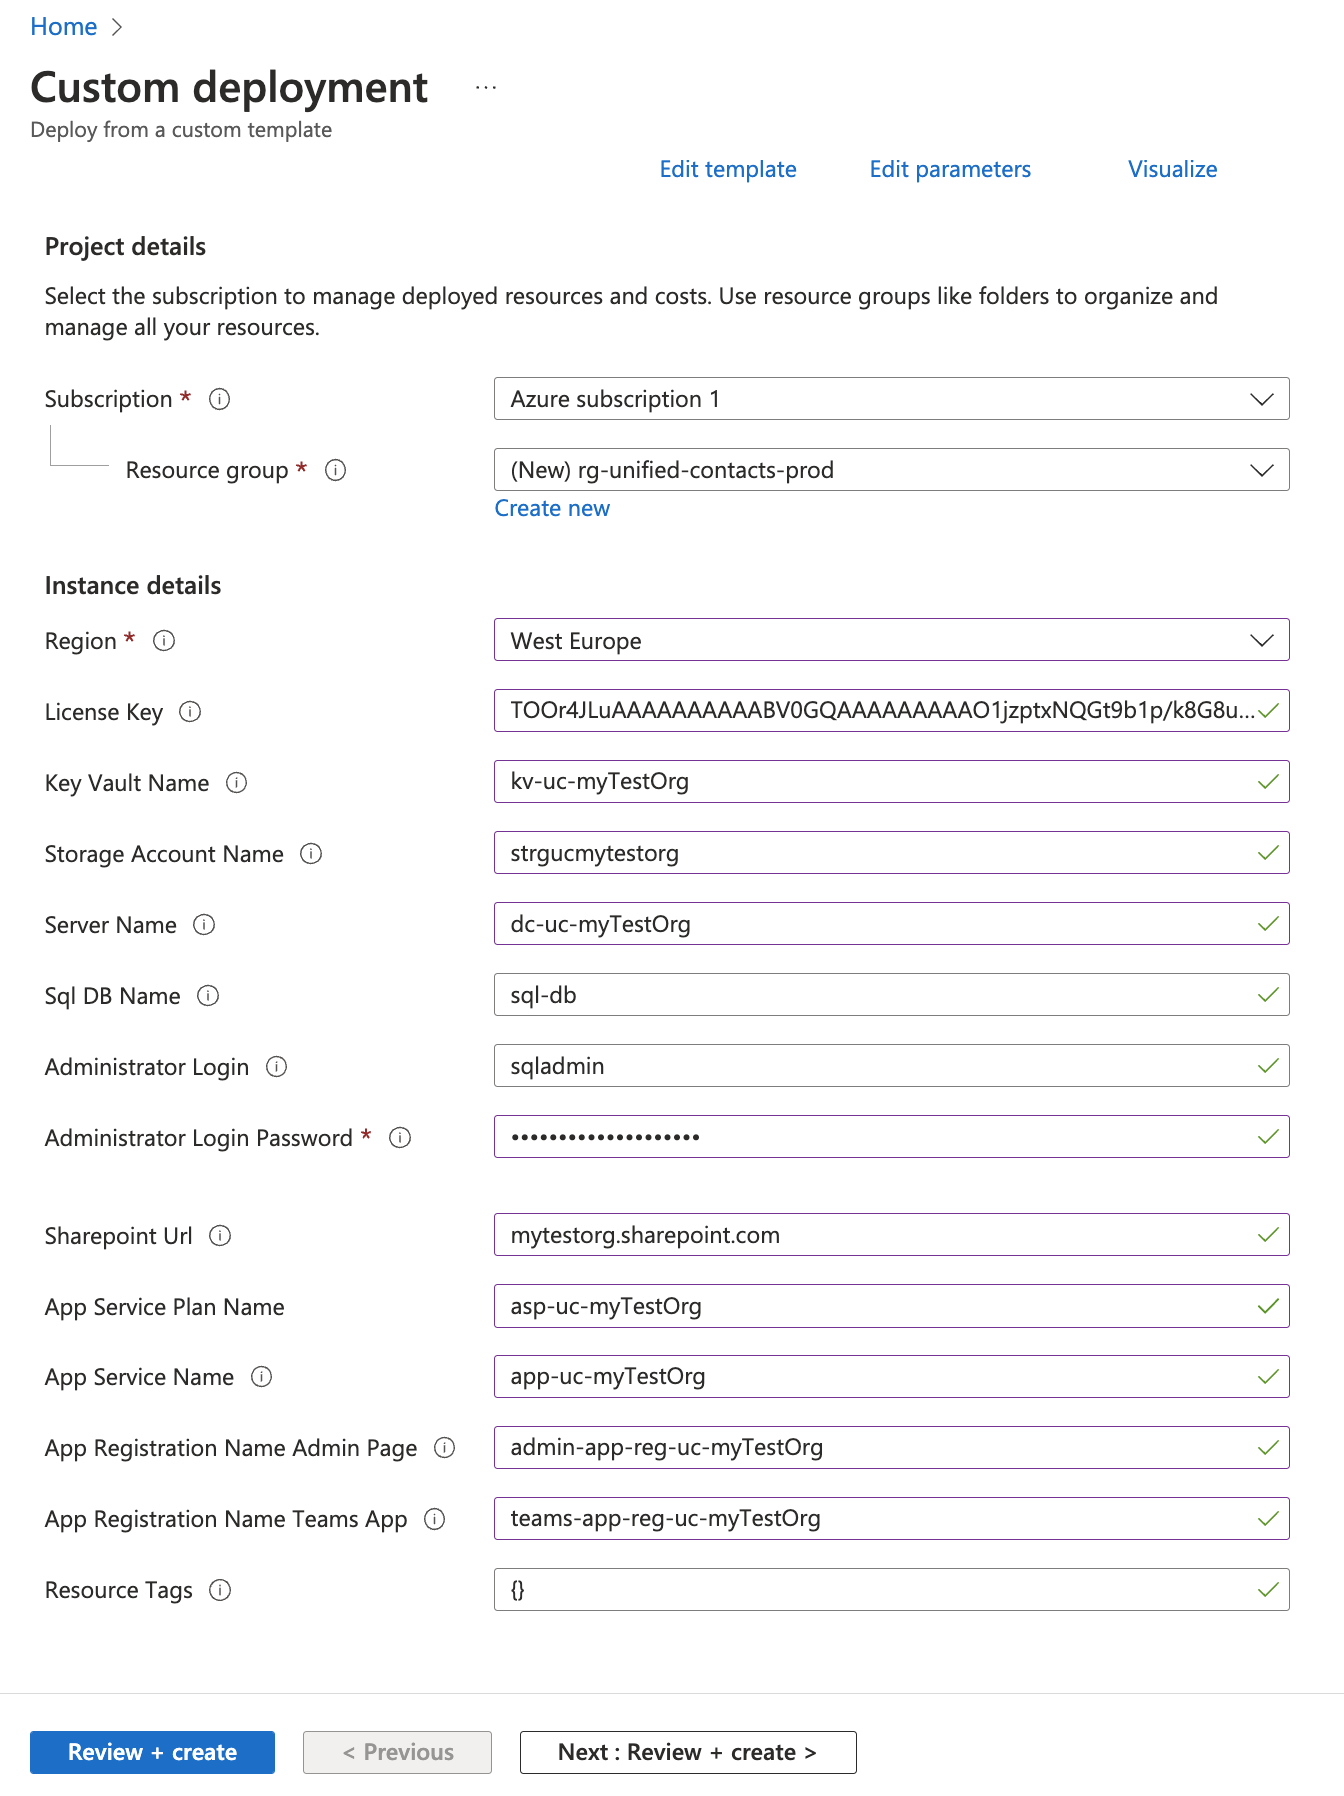 Home >
Custom deployment ...
Deploy from a custom template
Edit template Edit parameters Visualize
Project details
Select the subscription to manage deployed resources and costs. Use resource groups like folders to organize and
manage all your resources.
Subscription * Azure subscription 1
Resource group * (New) rg-unified-contacts-prod
Create new
Instance details
Region * West Europe
License Key TOOr4JLuAAAAAAAAAABV0GQAAAAAAAAAO1jzptxNQGt9b1p/k8G8u...
Key Vault Name kv-uc-myTestOrg
Storage Account Name strgucmytestorg
Server Name dc-uc-myTestOrg
Sql DB Name sql-db
Administrator Login sqladmin
Administrator Login Password * ••••••••••••••••••••
Sharepoint Url mytestorg.sharepoint.com
App Service Plan Name asp-uc-myTestOrg
App Service Name app-uc-myTestOrg
App Registration Name Admin Page admin-app-reg-uc-myTestOrg
App Registration Name Teams App teams-app-reg-uc-myTestOrg
Resource Tags {}
Review + create < Previous Next : Review + create >